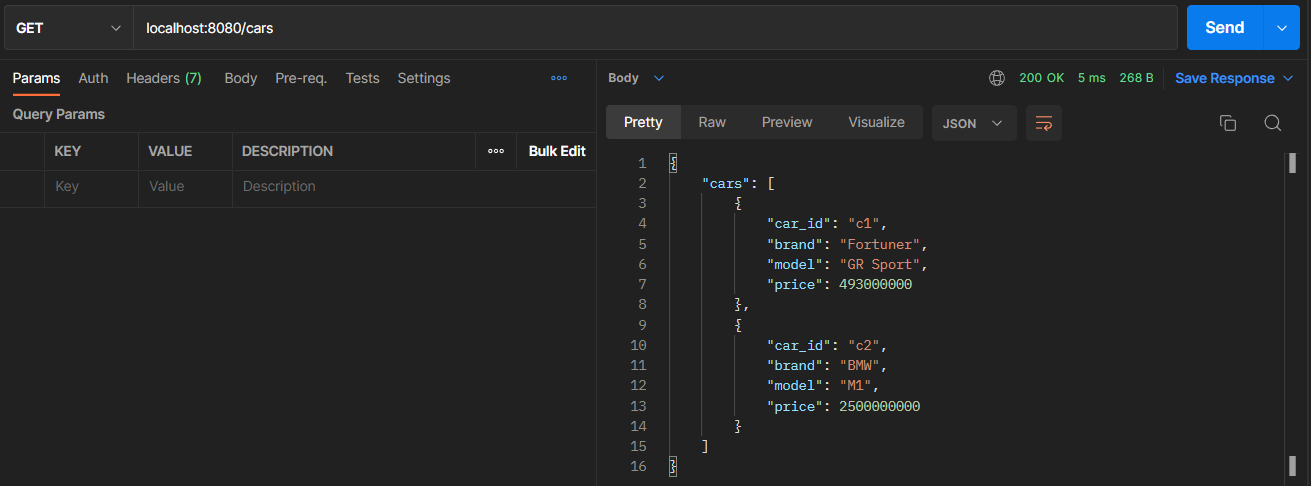 GET localhost:8080/cars Send
Params Auth Headers (7) Body Pre-req. Tests Settings
Query Params
KEY VALUE DESCRIPTION Bulk Edit
Key Value Description
Body 200 OK 5 ms 268 B Save Response
Pretty Raw Preview Visualize JSON
1 {
2 "cars": [
3 {
4 "car_id": "c1",
5 "brand": "Fortuner",
6 "model": "GR Sport",
7 "price": 493000000
8 },
9 {
10 "car_id": "c2",
11 "brand": "BMW",
12 "model": "M1",
13 "price": 2500000000
14 }
15 ]
16 }